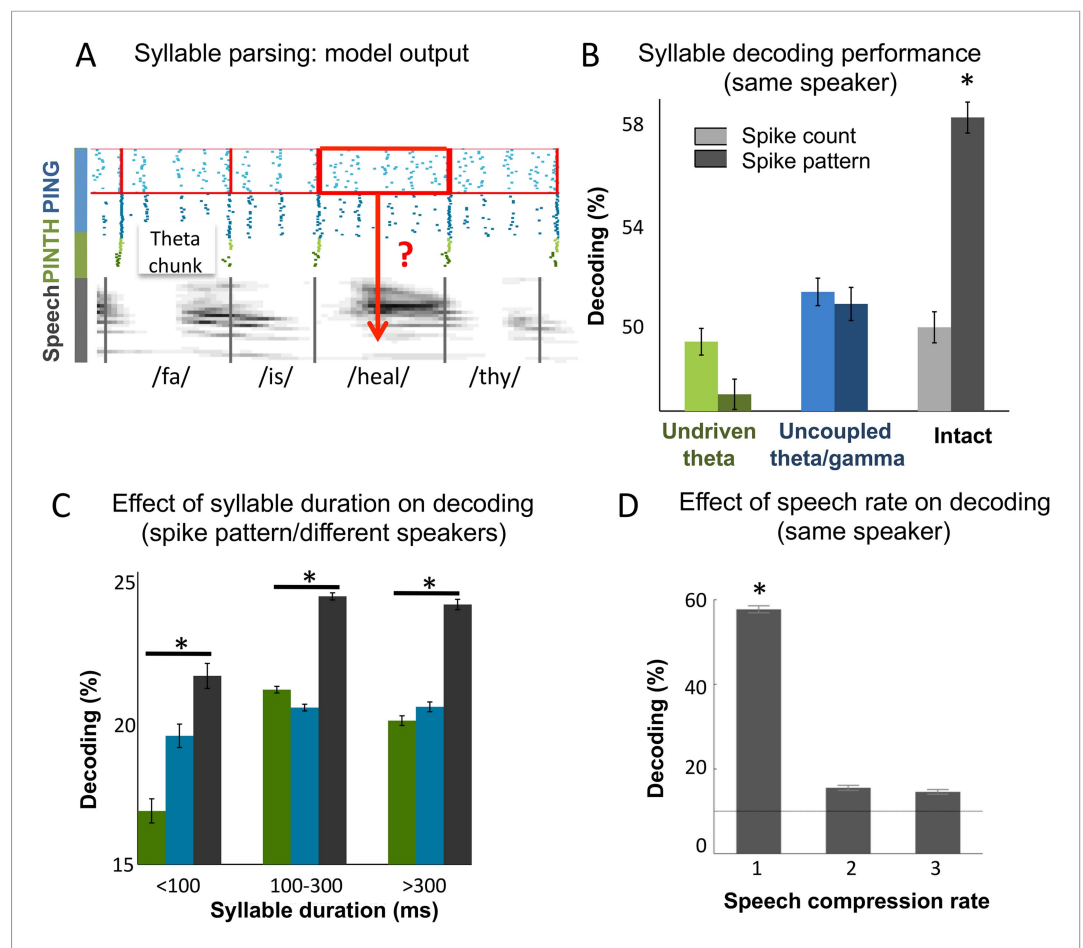 A Syllable parsing: model output
Speech PINTH PING
Theta
chunk
?
/fa/ /is/ /heal/ /thy/
B Syllable decoding performance
(same speaker)
*
Spike count
Spike pattern
58
54
50
Decoding (%)
Undriven
theta
Uncoupled
theta/gamma
Intact
C Effect of syllable duration on decoding
(spike pattern/different speakers)
* * *
25
20
15
Decoding (%)
<100 100-300 >300
Syllable duration (ms)
D Effect of speech rate on decoding
(same speaker)
*
60
40
20
0
Decoding (%)
1 2 3
Speech compression rate